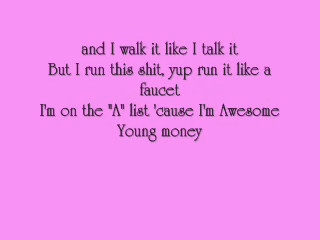 and I walk it like I talk it
But I run this shit, yup run it like a
faucet
I'm on the "A" list 'cause I'm Awesome
Young money